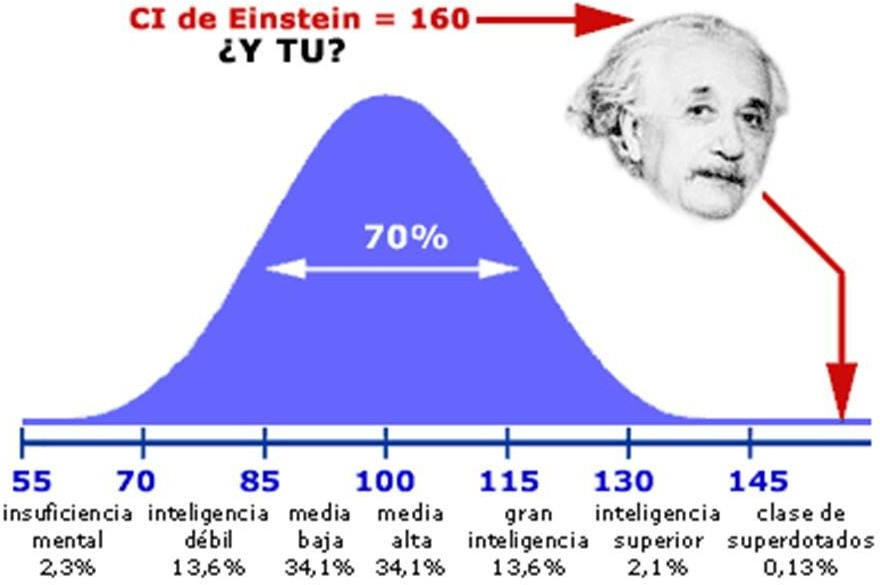 CI de Einstein = 160
¿Y TU?
70%
55 70 85 100 115 130 145
insuficiencia inteligencia media media gran inteligencia clase de
mental débil baja alta inteligencia superior superdotados
2,3% 13,6% 34,1% 34,1% 13,6% 2,1% 0,13%